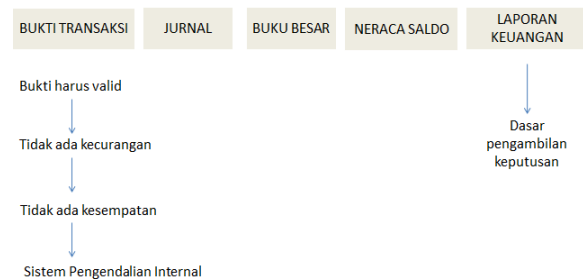 BUKTI TRANSAKSI
JURNAL
BUKU BESAR
NERACA SALDO
LAPORAN
KEUANGAN
Bukti harus valid
Tidak ada kecurangan
Tidak ada kesempatan
Sistem Pengendalian Internal
Dasar
pengambilan
keputusan